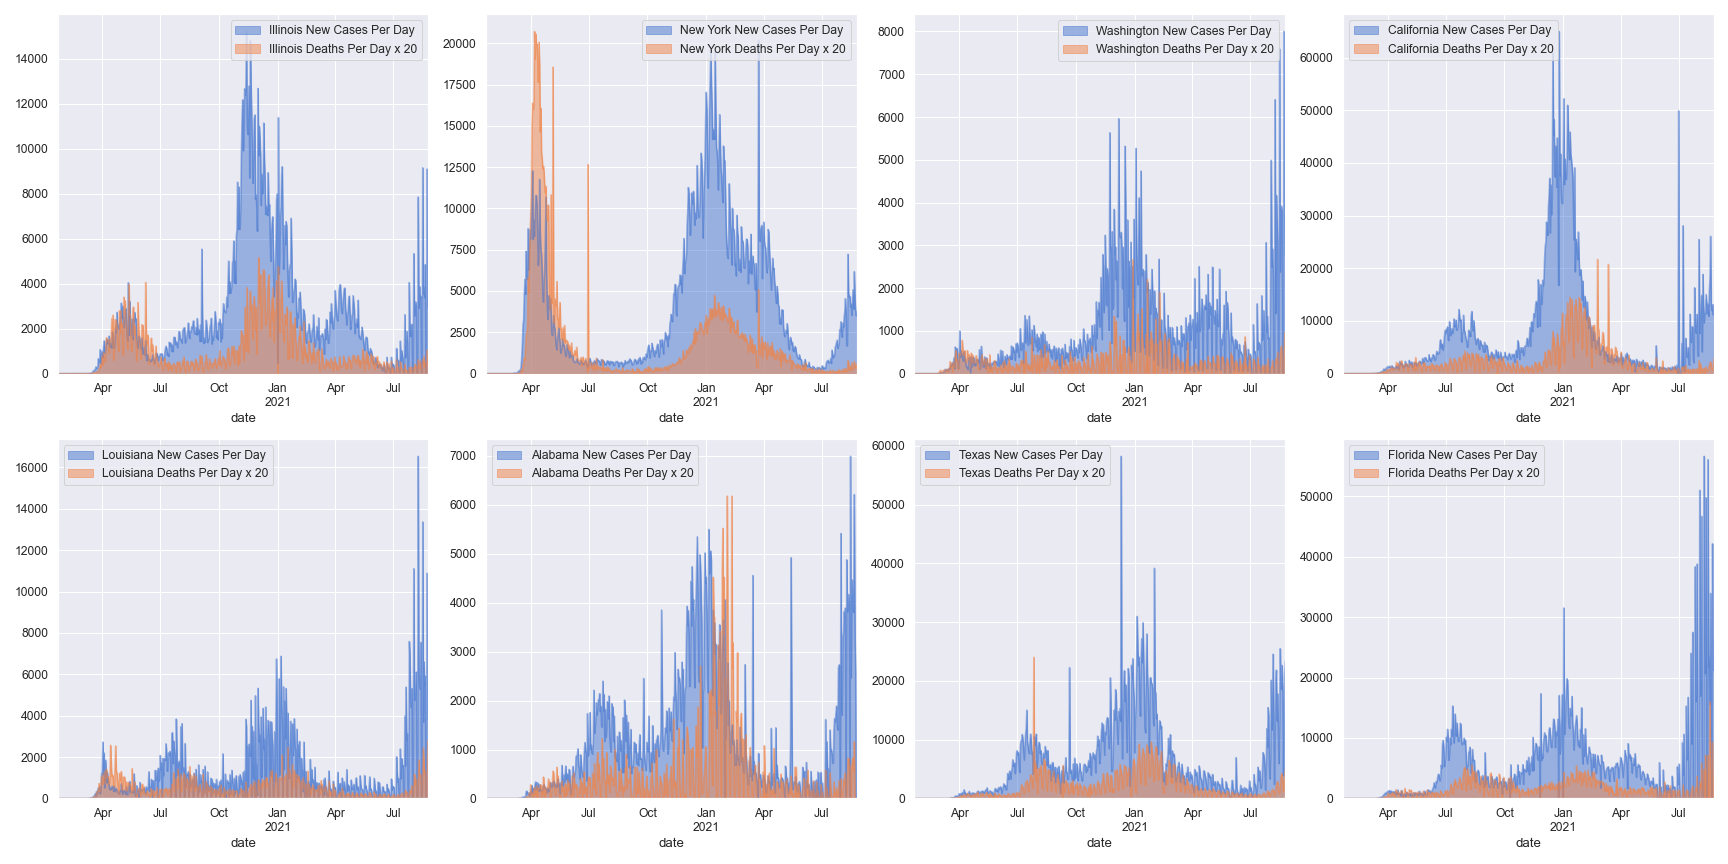 Illinois New Cases Per Day
Illinois Deaths Per Day x 20
14000
12000
10000
8000
6000
4000
2000
0
Apr Jul Oct Jan Apr Jul
2021
date
New York New Cases Per Day
New York Deaths Per Day x 20
20000
17500
15000
12500
10000
7500
5000
2500
0
Apr Jul Oct Jan Apr Jul
2021
date
Washington New Cases Per Day
Washington Deaths Per Day x 20
8000
7000
6000
5000
4000
3000
2000
1000
0
Apr Jul Oct Jan Apr Jul
2021
date
California New Cases Per Day
California Deaths Per Day x 20
60000
50000
40000
30000
20000
10000
0
Apr Jul Oct Jan Apr Jul
2021
date
Louisiana New Cases Per Day
Louisiana Deaths Per Day x 20
16000
14000
12000
10000
8000
6000
4000
2000
0
Apr Jul Oct Jan Apr Jul
2021
date
Alabama New Cases Per Day
Alabama Deaths Per Day x 20
7000
6000
5000
4000
3000
2000
1000
0
Apr Jul Oct Jan Apr Jul
2021
date
Texas New Cases Per Day
Texas Deaths Per Day x 20
60000
50000
40000
30000
20000
10000
0
Apr Jul Oct Jan Apr Jul
2021
date
Florida New Cases Per Day
Florida Deaths Per Day x 20
50000
40000
30000
20000
10000
0
Apr Jul Oct Jan Apr Jul
2021
date